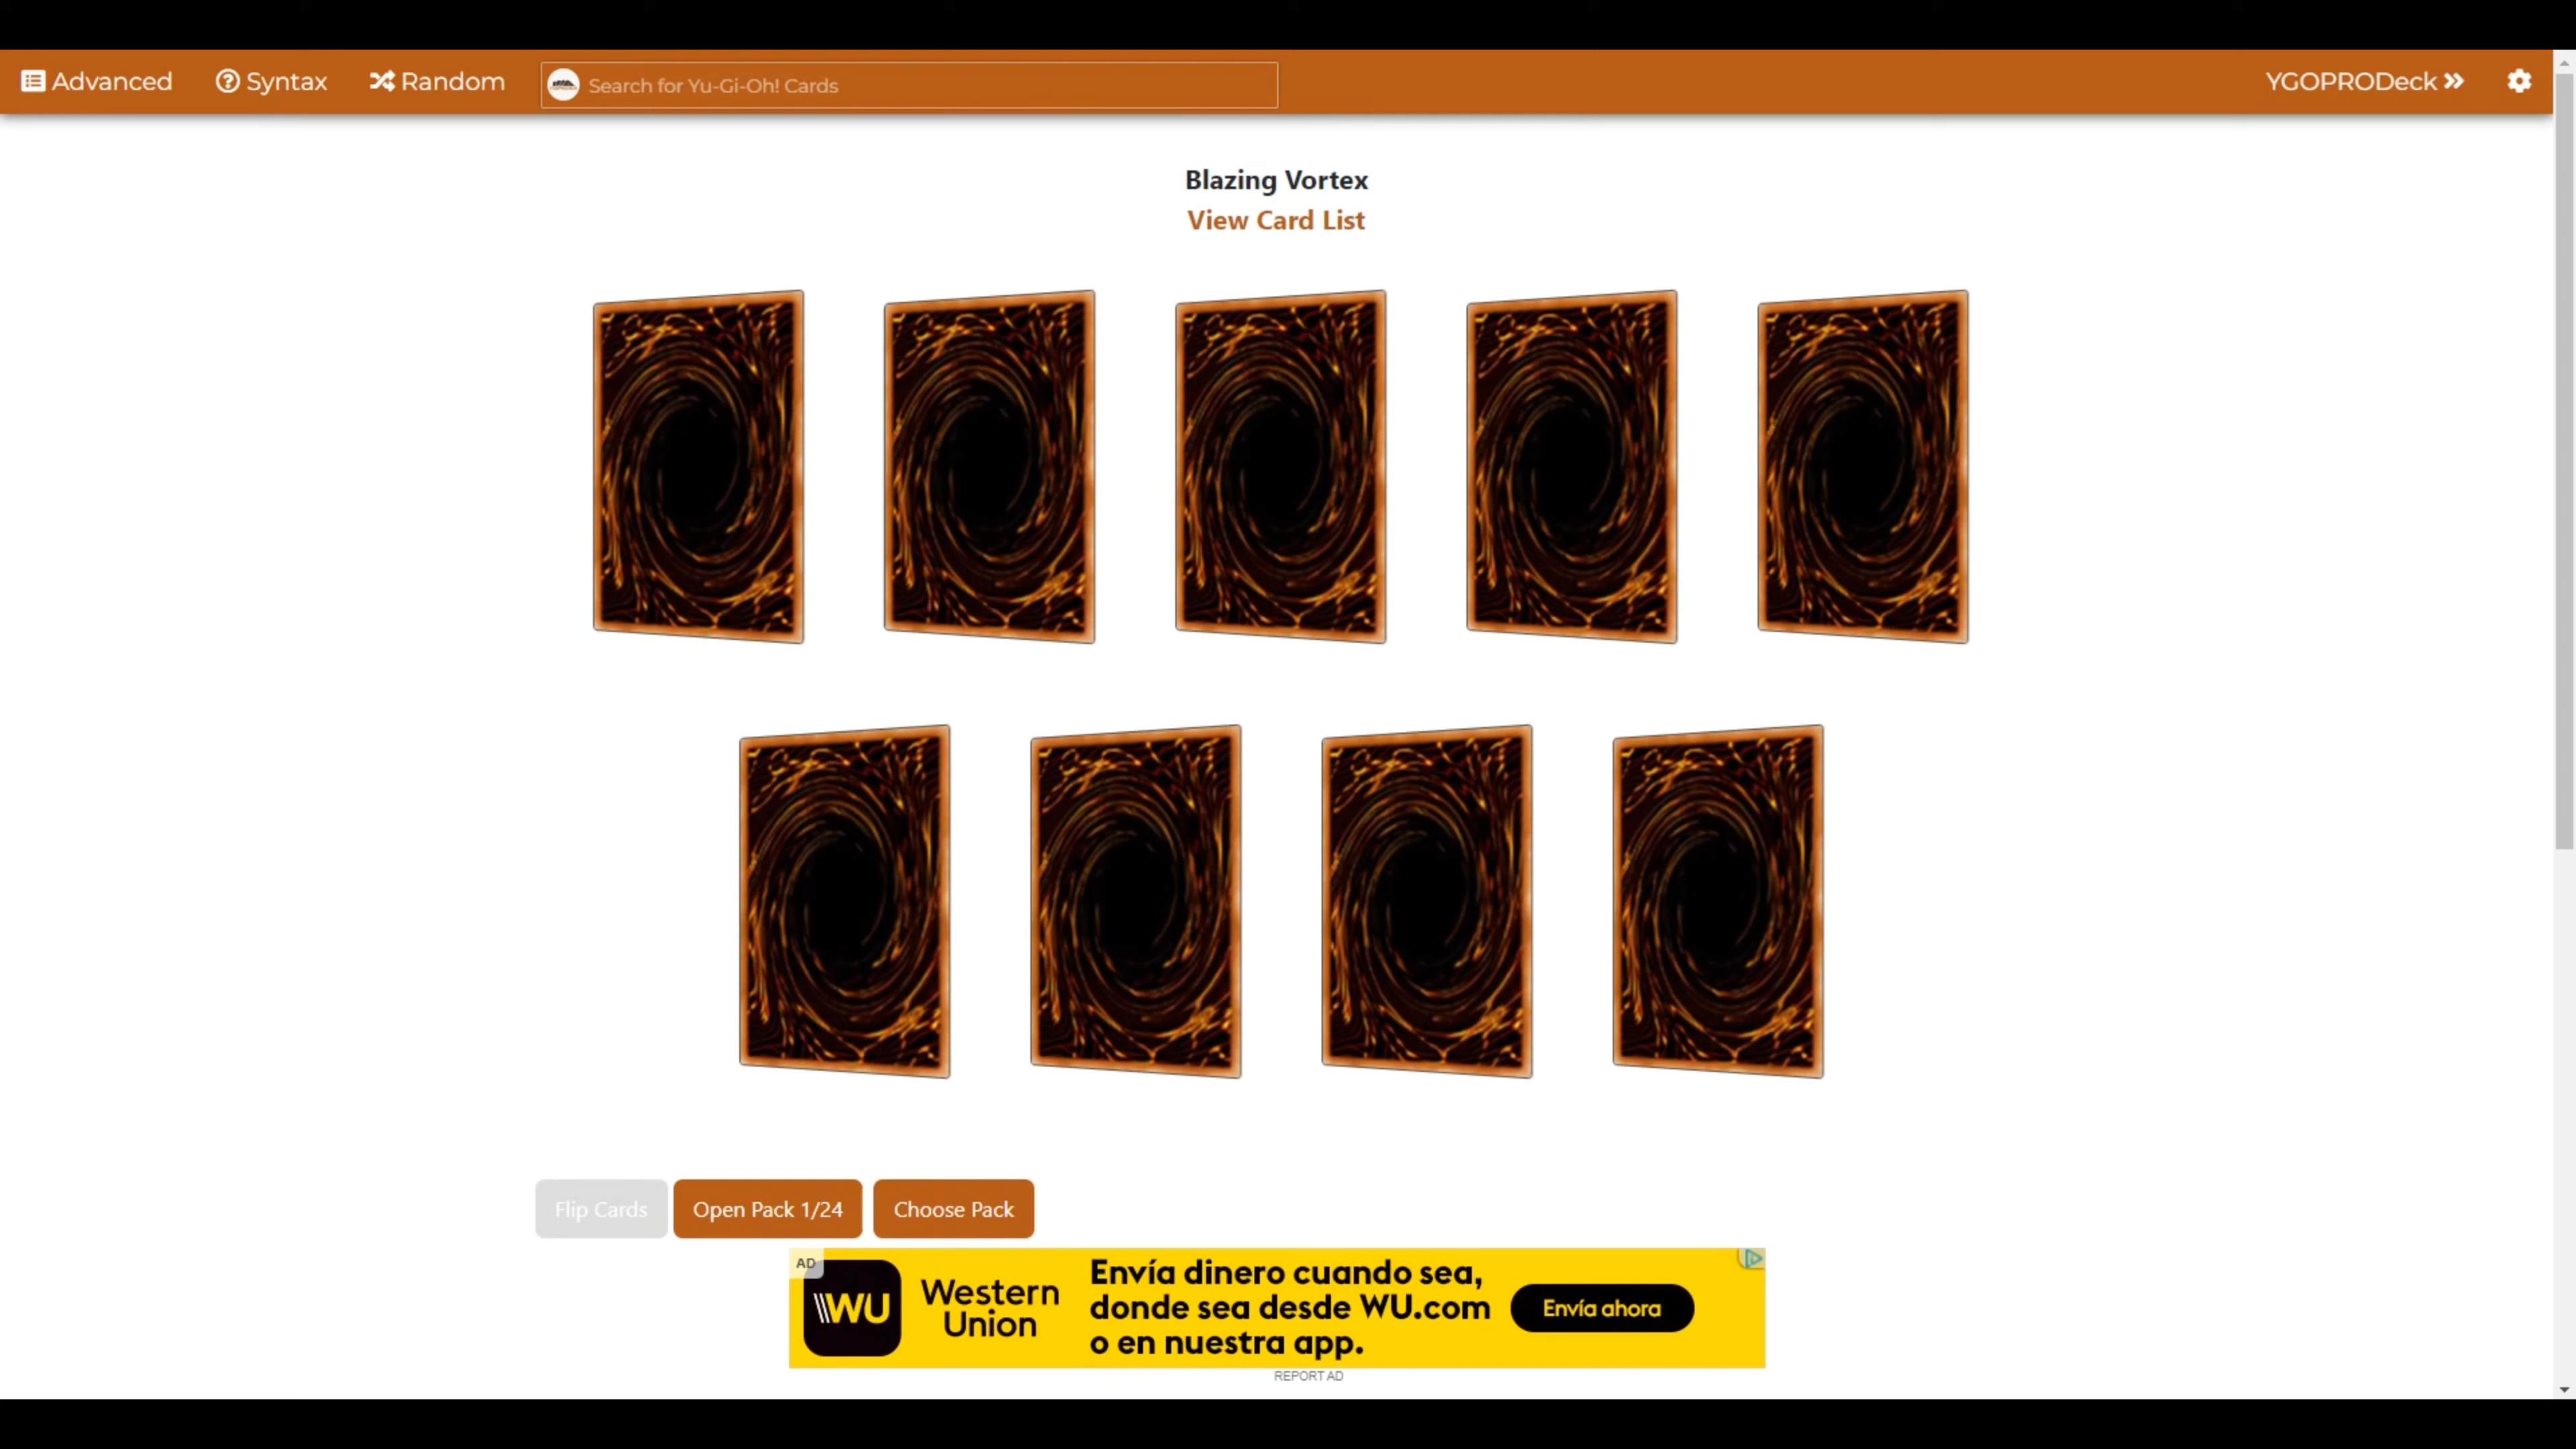 Advanced
Syntax
Random
Search for Yu-Gi-Oh! Cards
YGOPRODeck
Blazing Vortex
View Card List
Flip Cards
Open Pack 1/24
Choose Pack
AD
WU
Western
Union
Envía dinero cuando sea,
donde sea desde WU.com
o en nuestra app.
Envía ahora
REPORT AD